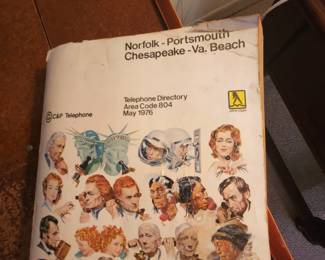 Norfolk - Portsmouth
Chesapeake - Va. Beach
Telephone Directory
Area Code 804
May 1976
C&P Telephone